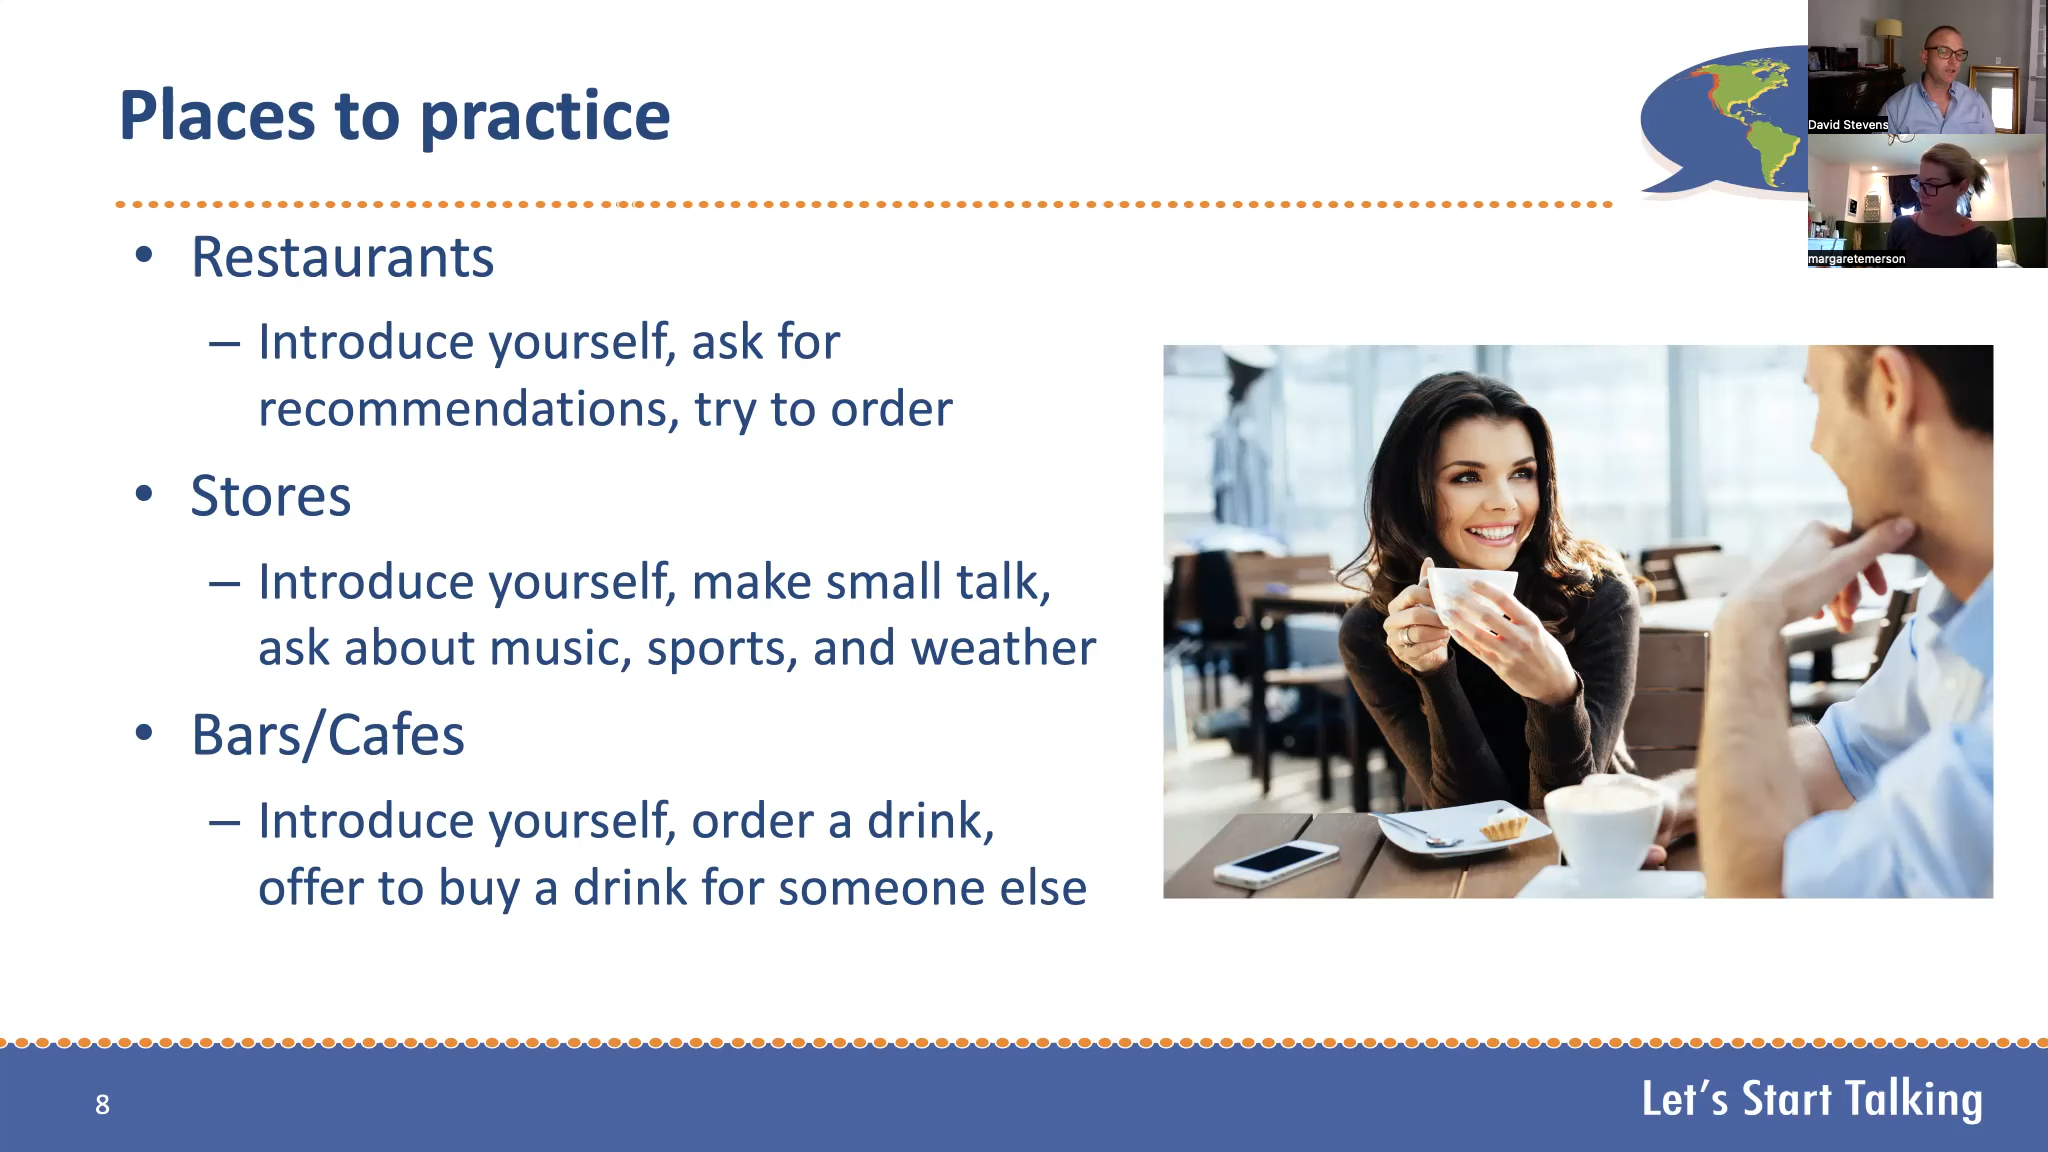 Places to practice
David Stevens
margaretemerson
• Restaurants
– Introduce yourself, ask for
recommendations, try to order
• Stores
– Introduce yourself, make small talk,
ask about music, sports, and weather
• Bars/Cafes
– Introduce yourself, order a drink,
offer to buy a drink for someone else
8
Let’s Start Talking